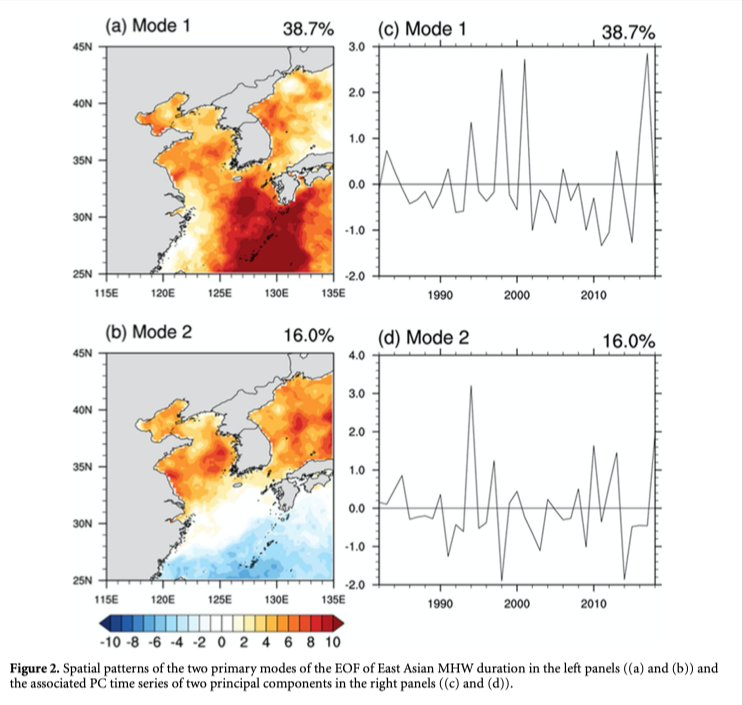 (a) Mode 1 38.7%
45N
40N
35N
30N
25N
115E 120E 125E 130E 135E
(c) Mode 1 38.7%
3.0
2.0
1.0
0.0
-1.0
-2.0
1990 2000 2010
(b) Mode 2 16.0%
45N
40N
35N
30N
25N
115E 120E 125E 130E 135E
-10 -8 -6 -4 -2 0 2 4 6 8 10
(d) Mode 2 16.0%
4.0
3.0
2.0
1.0
0.0
-1.0
-2.0
1990 2000 2010
Figure 2. Spatial patterns of the two primary modes of the EOF of East Asian MHW duration in the left panels ((a) and (b)) and
the associated PC time series of two principal components in the right panels ((c) and (d)).